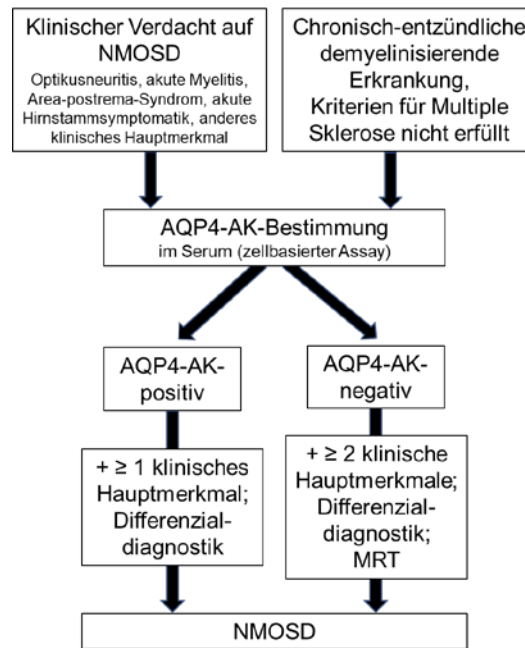 Klinischer Verdacht auf
NMOSD
Optikusneuritis, akute Myelitis,
Area-postrema-Syndrom, akute
Hirnstammsymptomatik, anderes
klinisches Hauptmerkmal
Chronisch-entzündliche
demyelinisierende
Erkrankung,
Kriterien für Multiple
Sklerose nicht erfüllt
AQP4-AK-Bestimmung
im Serum (zellbasierter Assay)
AQP4-AK-
positiv
AQP4-AK-
negativ
+ ≥ 1 klinisches
Hauptmerkmal;
Differenzial-
diagnostik
+ ≥ 2 klinische
Hauptmerkmale;
Differenzial-
diagnostik;
MRT
NMOSD